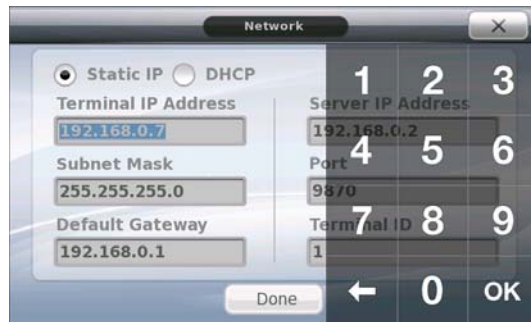 Network
Static IP DHCP
Terminal IP Address
192.168.0.7
Subnet Mask
255.255.255.0
Default Gateway
192.168.0.1
Server IP Address
192.168.0.2
Port
9870
Terminal ID
1
Done
1 2 3
4 5 6
7 8 9
0 OK